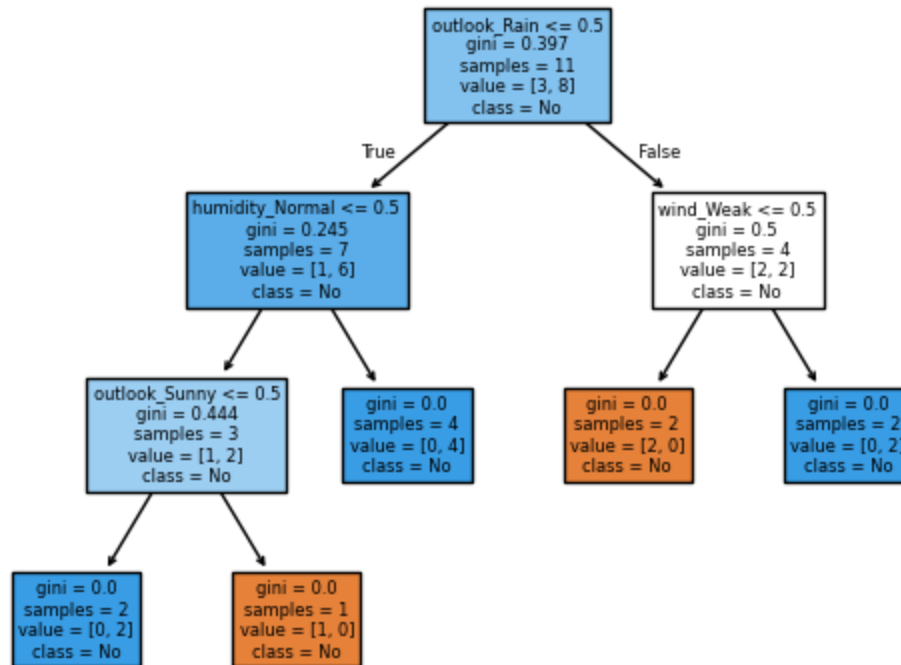 outlook_Rain <= 0.5
gini = 0.397
samples = 11
value = [3, 8]
class = No
True
False
humidity_Normal <= 0.5
gini = 0.245
samples = 7
value = [1, 6]
class = No
wind_Weak <= 0.5
gini = 0.5
samples = 4
value = [2, 2]
class = No
outlook_Sunny <= 0.5
gini = 0.444
samples = 3
value = [1, 2]
class = No
gini = 0.0
samples = 4
value = [0, 4]
class = No
gini = 0.0
samples = 2
value = [2, 0]
class = No
gini = 0.0
samples = 2
value = [0, 2]
class = No
gini = 0.0
samples = 2
value = [0, 2]
class = No
gini = 0.0
samples = 1
value = [1, 0]
class = No